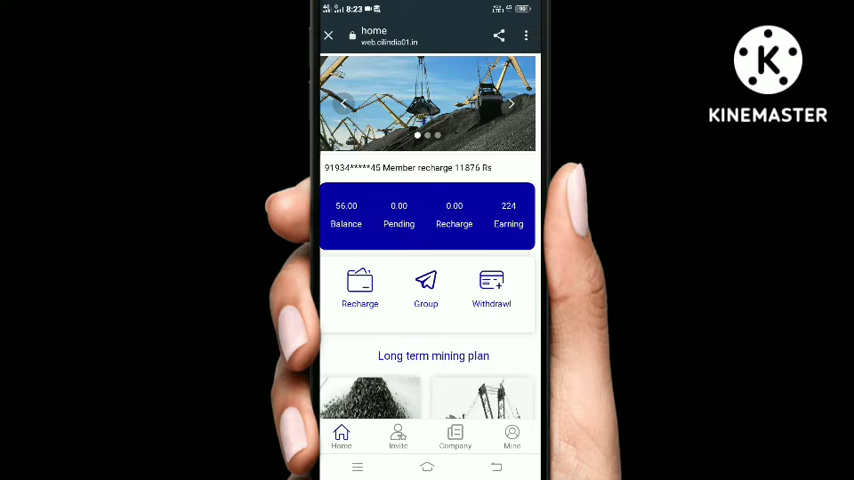 8:23
90
home
web.cilindia01.in
91934*****45 Member recharge 11876 Rs
56.00 0.00 0.00 224
Balance Pending Recharge Earning
Recharge Group Withdrawl
Long term mining plan
Home Invite Company Mine
K
KINEMASTER